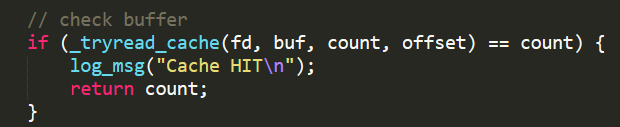 // check buffer
if (_tryread_cache(fd, buf, count, offset) == count) {
    log_msg("Cache HIT\n");
    return count;
}